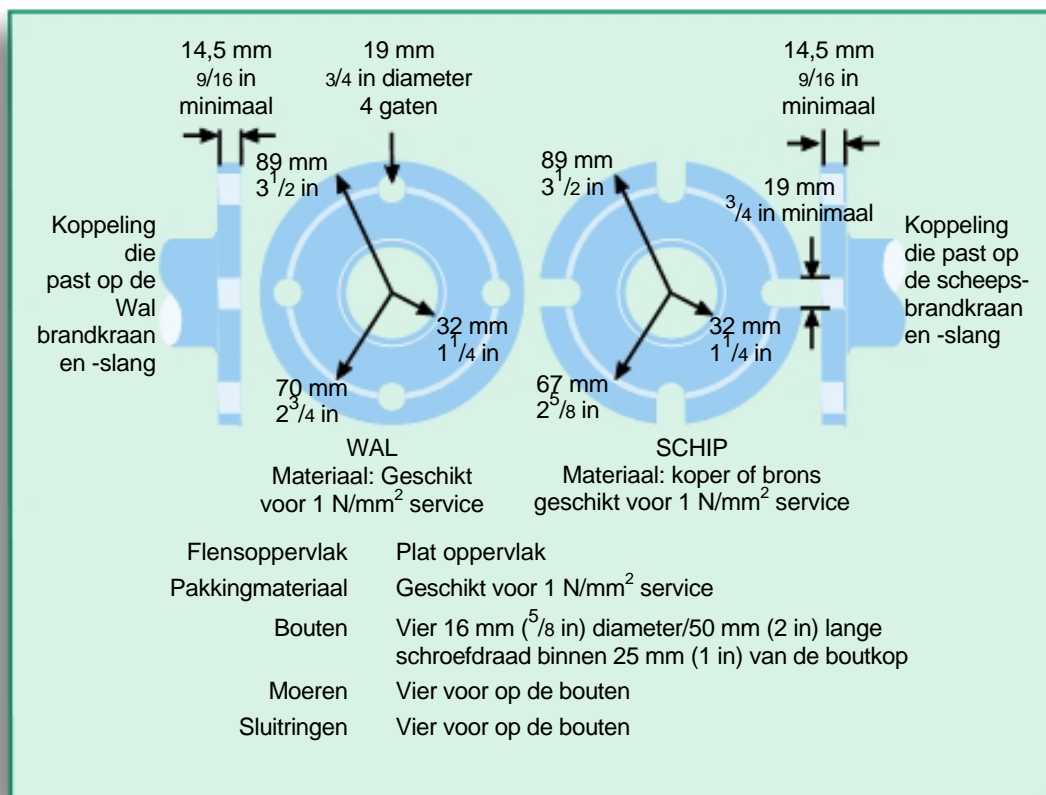 14,5 mm
9/16 in
minimaal
19 mm
3/4 in diameter
4 gaten
14,5 mm
9/16 in
minimaal
89 mm
3 1/2 in
89 mm
3 1/2 in
19 mm
3/4 in minimaal
Koppeling
die
past op de
Wal
brandkraan
en -slang
Koppeling
die past op
de scheeps-
brandkraan
en -slang
32 mm
1 1/4 in
32 mm
1 1/4 in
70 mm
2 3/4 in
67 mm
2 5/8 in
WAL
Materiaal: Geschikt
voor 1 N/mm² service
SCHIP
Materiaal: koper of brons
geschikt voor 1 N/mm² service
Flensoppervlak Plat oppervlak
Pakkingmateriaal Geschikt voor 1 N/mm² service
Bouten Vier 16 mm (5/8 in) diameter/50 mm (2 in) lange
schroefdraad binnen 25 mm (1 in) van de boutkop
Moeren Vier voor op de bouten
Sluitringen Vier voor op de bouten